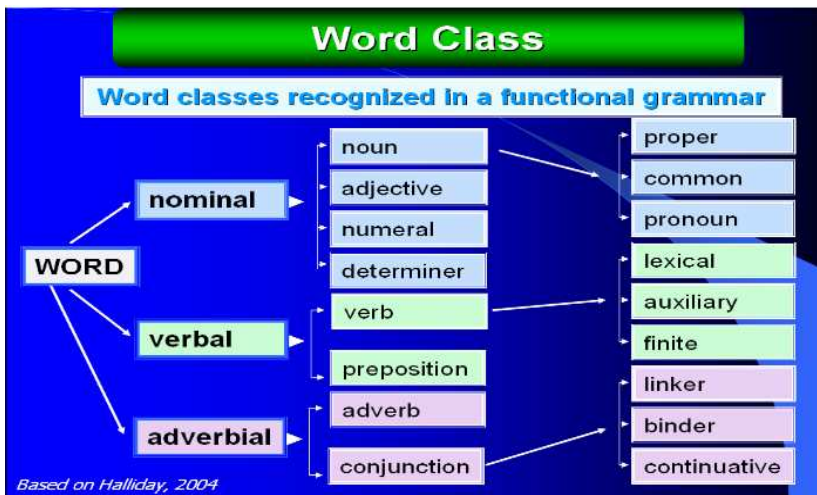 Word Class
Word classes recognized in a functional grammar
WORD
nominal
noun
adjective
numeral
determiner
proper
common
pronoun
verbal
verb
preposition
lexical
auxiliary
finite
adverbial
adverb
conjunction
linker
binder
continuative
Based on Halliday, 2004